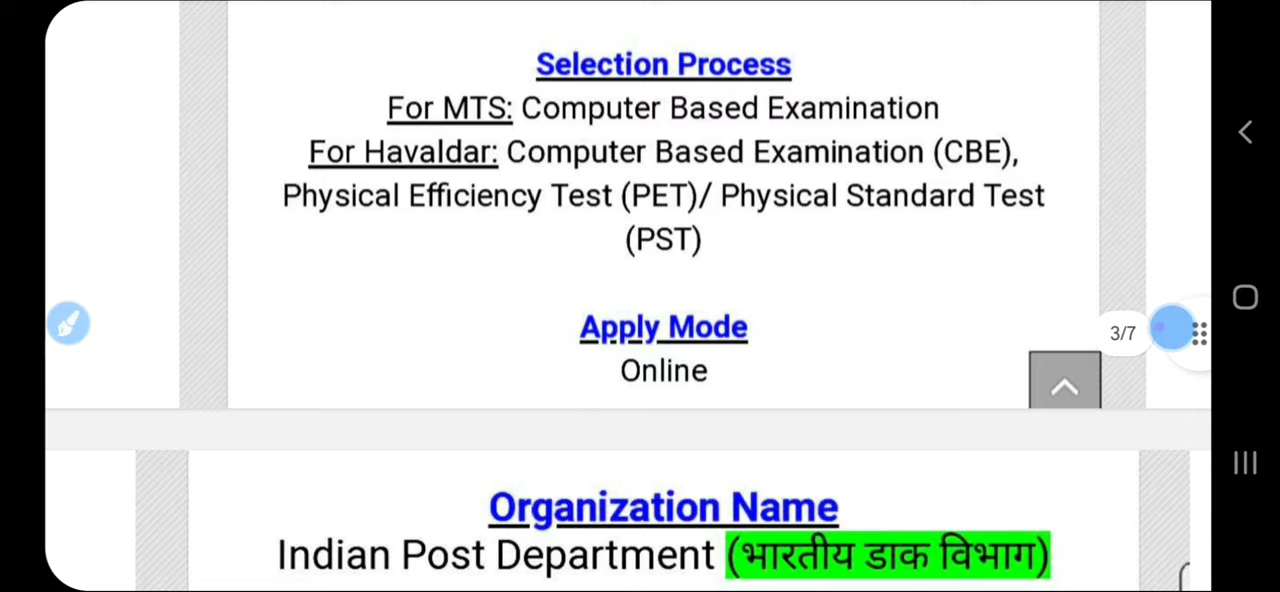 Selection Process
For MTS: Computer Based Examination
For Havaldar: Computer Based Examination (CBE),
Physical Efficiency Test (PET)/ Physical Standard Test
(PST)
Apply Mode
3/7
Online
Organization Name
Indian Post Department (भारतीय डाक विभाग)